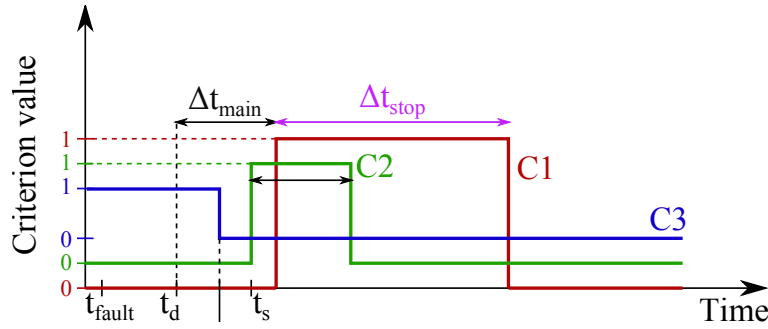 Δt_main
Δt_stop
1
1
C2
C1
1
Criterion value
C3
0
0
0
t_fault
t_d
t_s
Time